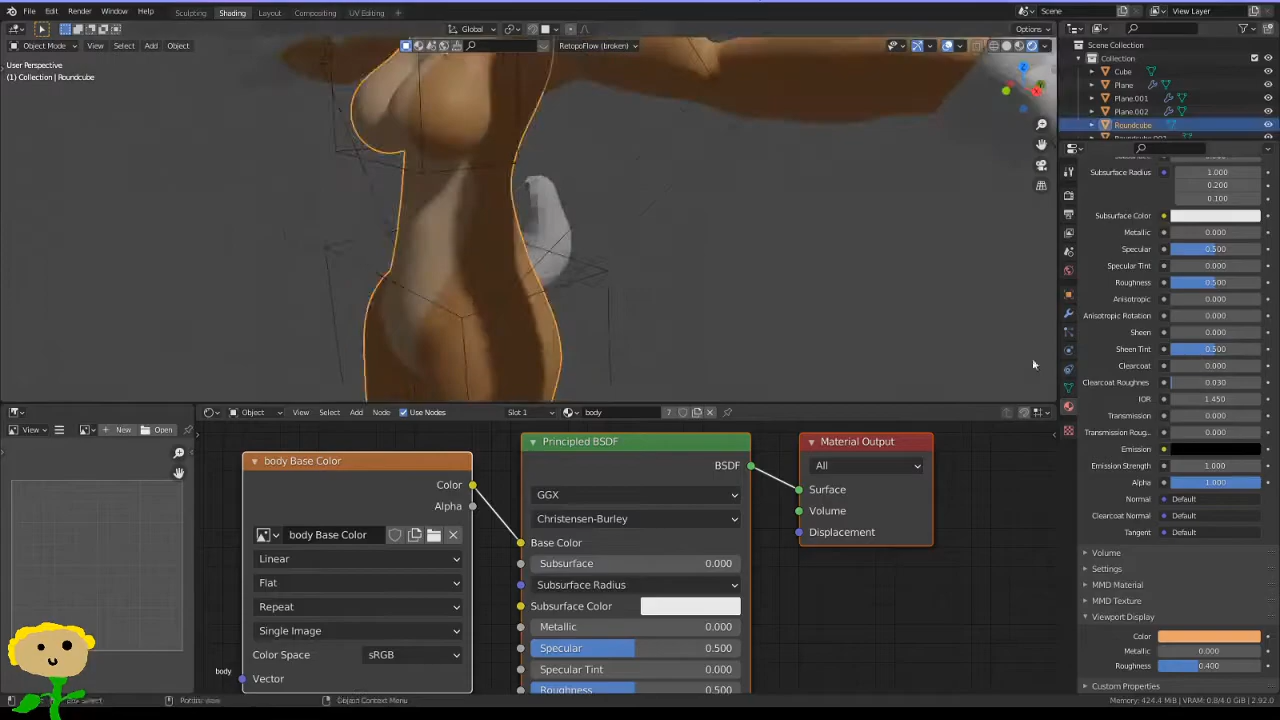 File Edit Render Window Help Sculpting Shading Layout Compositing UV Editing + Scene View Layer
Global Options
Object Mode View Select Add Object RetopoFlow (broken)
User Perspective
(1) Collection | Roundcube
Scene Collection
Collection
Cube
Plane
Plane.001
Plane.002
Roundcube
Subsurface Radius 1.000
0.200
0.100
Subsurface Color
Metallic 0.000
Specular 0.500
Specular Tint 0.000
Roughness 0.500
Anisotropic 0.000
Anisotropic Rotation 0.000
Sheen 0.000
Sheen Tint 0.500
Clearcoat 0.000
Clearcoat Roughness 0.030
IOR 1.450
Transmission 0.000
Transmission Roug.. 0.000
Emission
Emission Strength 1.000
Alpha 1.000
Normal Default
Clearcoat Normal Default
Tangent Default
Volume
Settings
MMD Material
MMD Texture
Viewport Display
Color
Metallic 0.000
Roughness 0.400
Custom Properties
View + New Open
Object View Select Add Node Use Nodes Slot 1 body 7
body Base Color
Color
Alpha
body Base Color
Linear
Flat
Repeat
Single Image
Color Space sRGB
Vector
body
Principled BSDF
BSDF
GGX
Christensen-Burley
Base Color
Subsurface 0.000
Subsurface Radius
Subsurface Color
Metallic 0.000
Specular 0.500
Specular Tint 0.000
Roughness 0.500
Material Output
All
Surface
Volume
Displacement
Object Context Menu
Memory: 424.4 MiB | VRAM: 0.8/4.0 GiB | 2.92.0